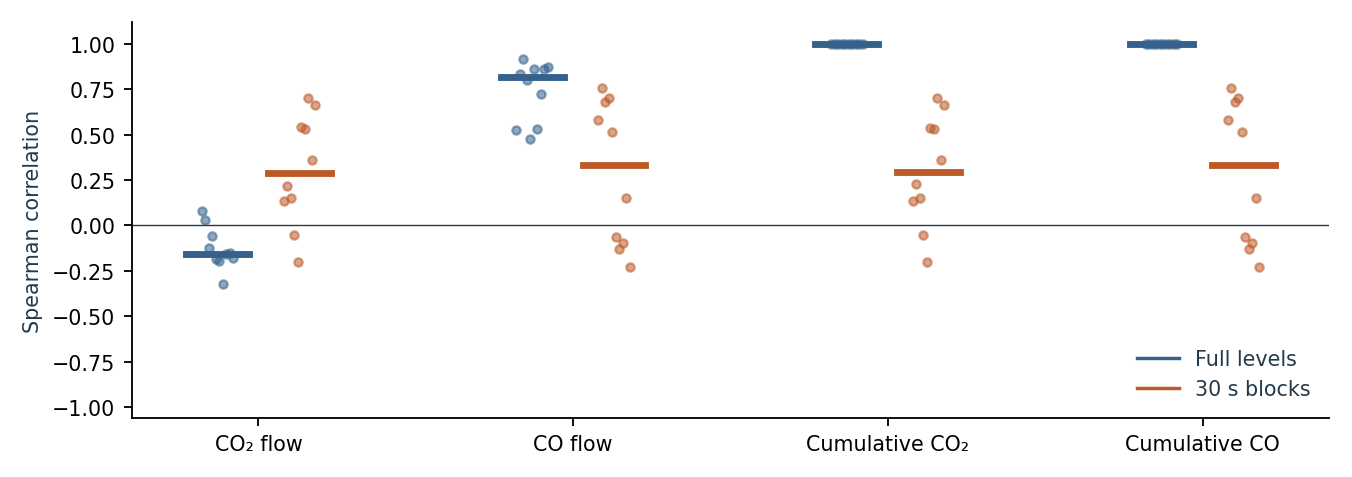 Spearman correlation
1.00
0.75
0.50
0.25
0.00
−0.25
−0.50
−0.75
−1.00
Full levels
30 s blocks
CO₂ flow
CO flow
Cumulative CO₂
Cumulative CO